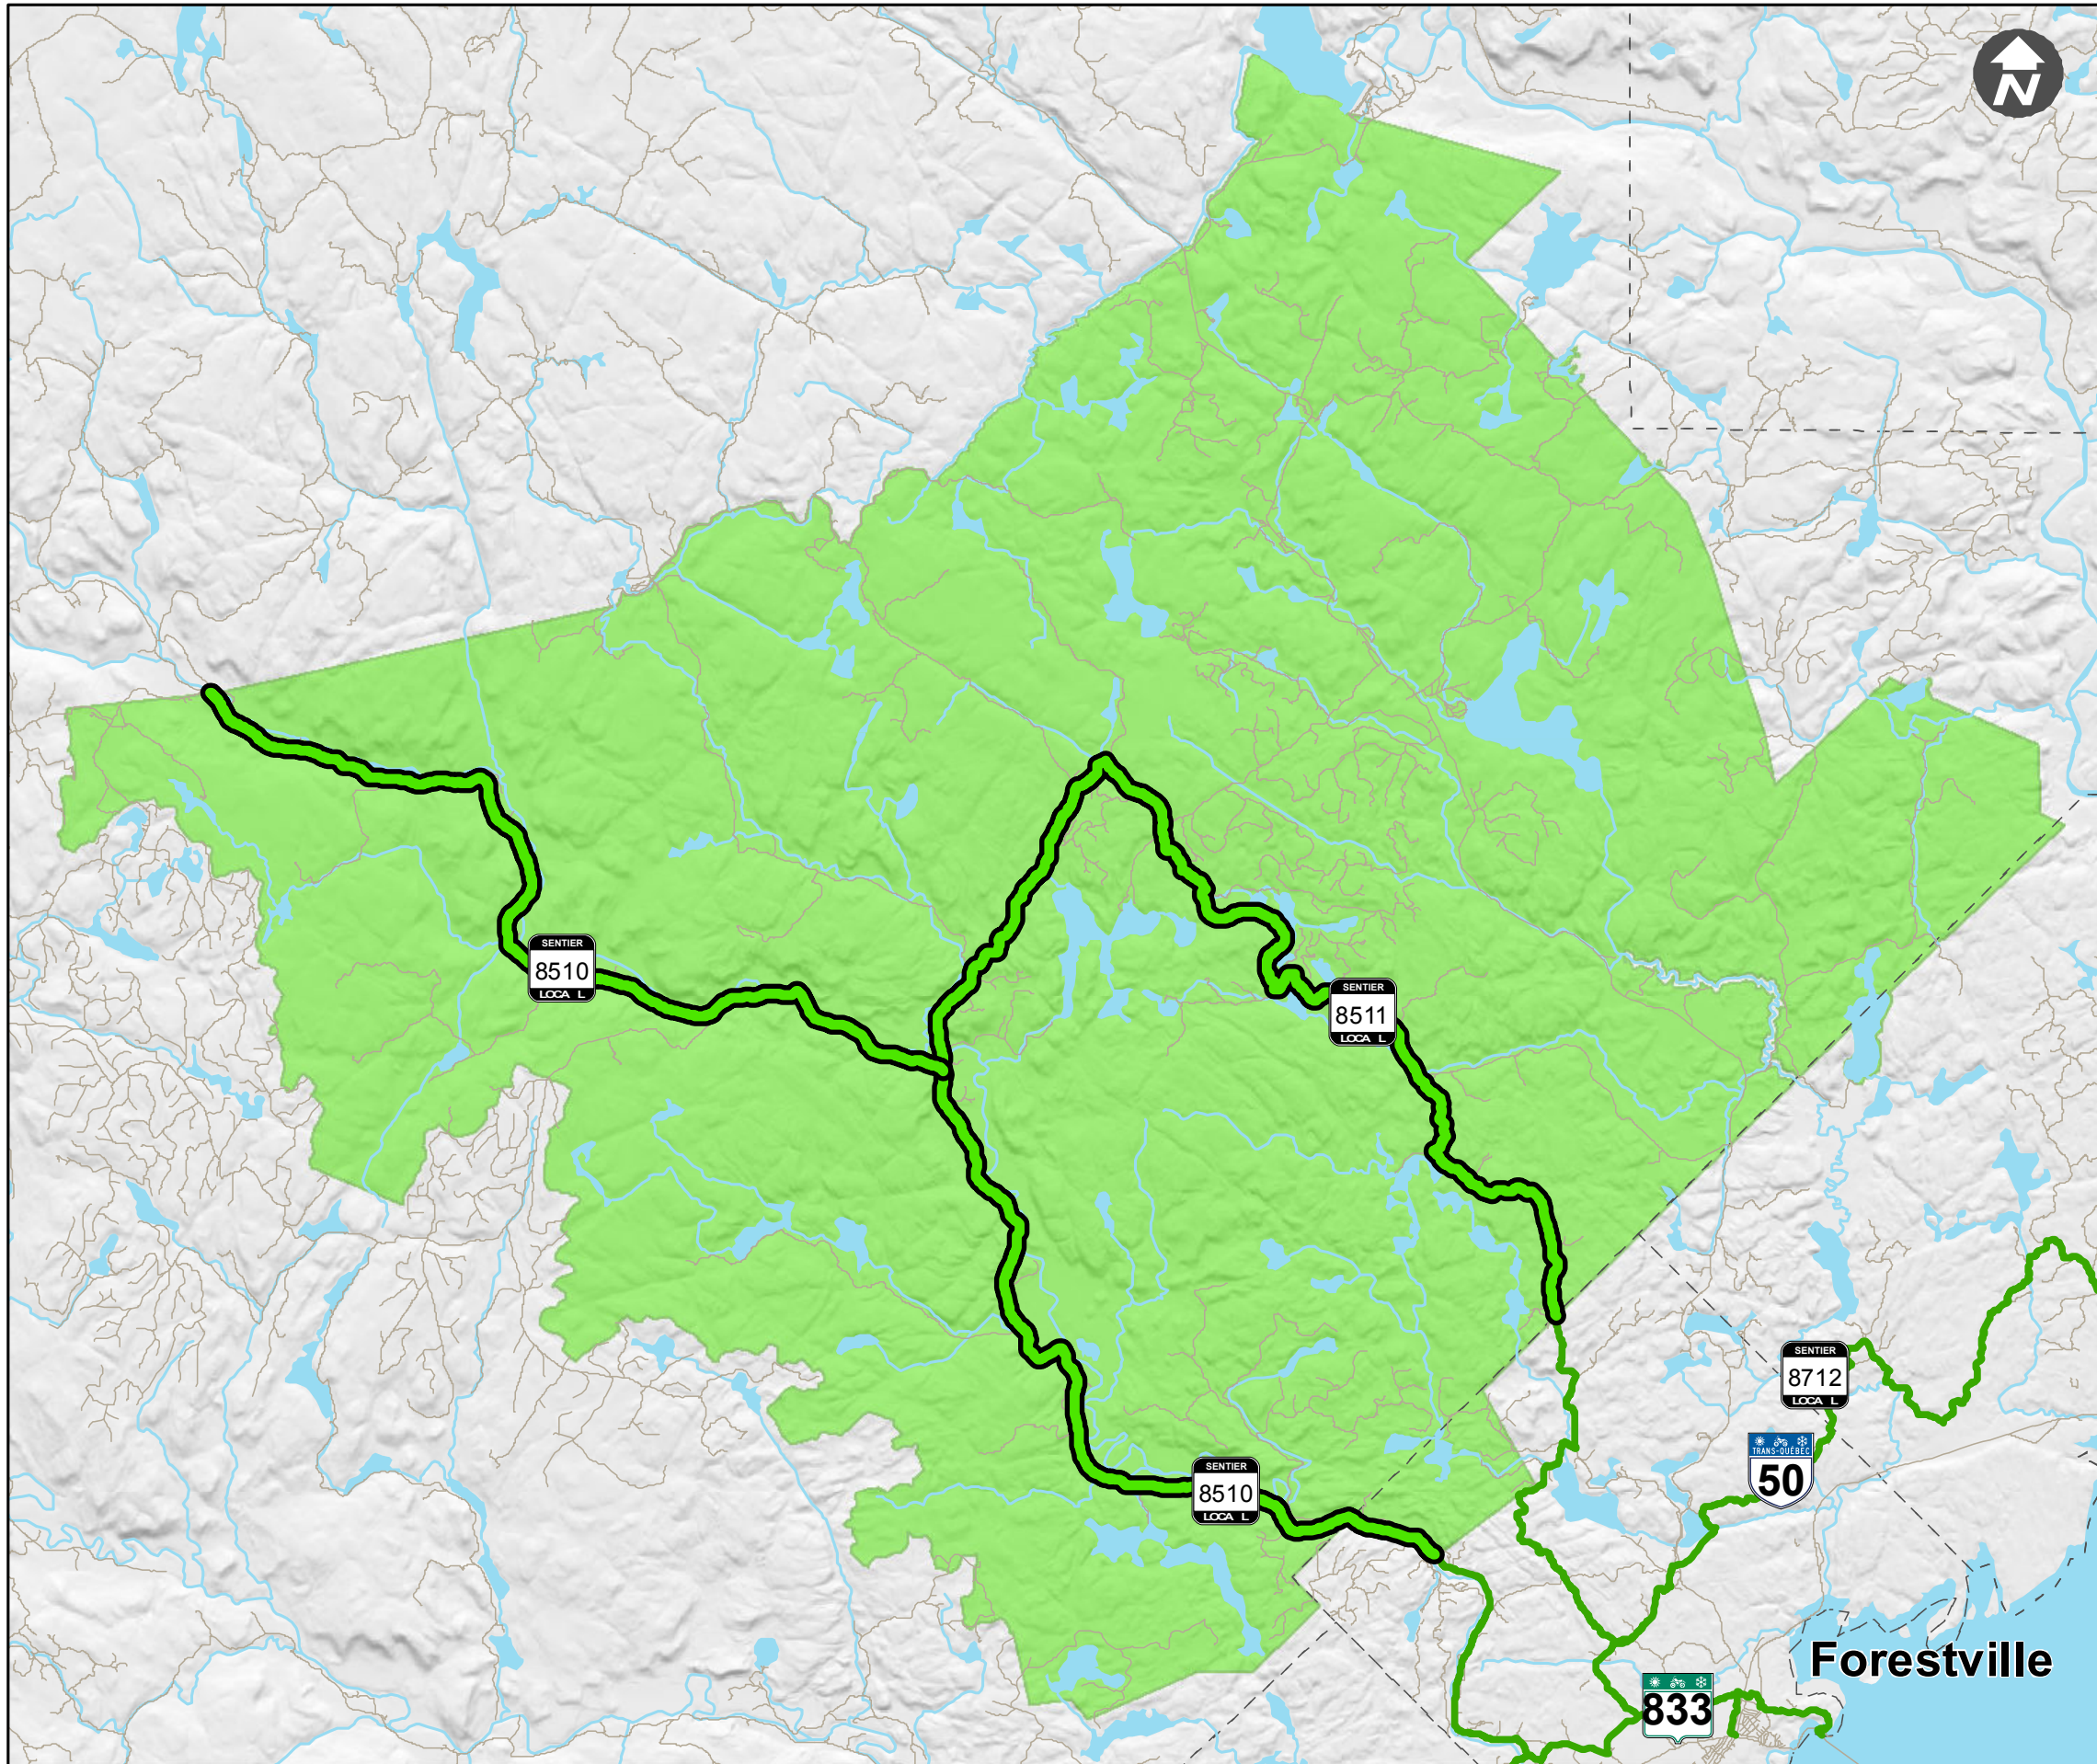 N
SENTIER
8510
LOCA L
SENTIER
8511
LOCA L
SENTIER
8712
LOCA L
TRANS-QUÉBEC
50
SENTIER
8510
LOCA L
Forestville
833